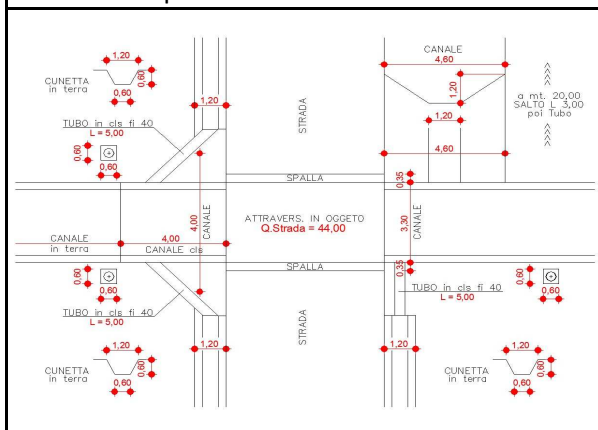 1,20
CUNETTA
in terra
0,60
0,60
TUBO in cls fi 40
L = 5,00
0,60
0,60
1,20
STRADA
CANALE
4,60
1,20
1,20
4,60
a mt. 20,00
SALTO L 3,00
poi Tubo
SPALLA
0,35
4,00
CANALE
ATTRAVERS. IN OGGETO
Q.Strada = 44,00
3,30
CANALE
CANALE
in terra
4,00
CANALE cls
SPALLA
0,35
0,60
0,60
TUBO in cls fi 40
L = 5,00
TUBO in cls fi 40
L = 5,00
0,60
0,60
STRADA
1,20
CUNETTA
in terra
0,60
0,60
1,20
1,20
CUNETTA
in terra
1,20
0,60
0,60